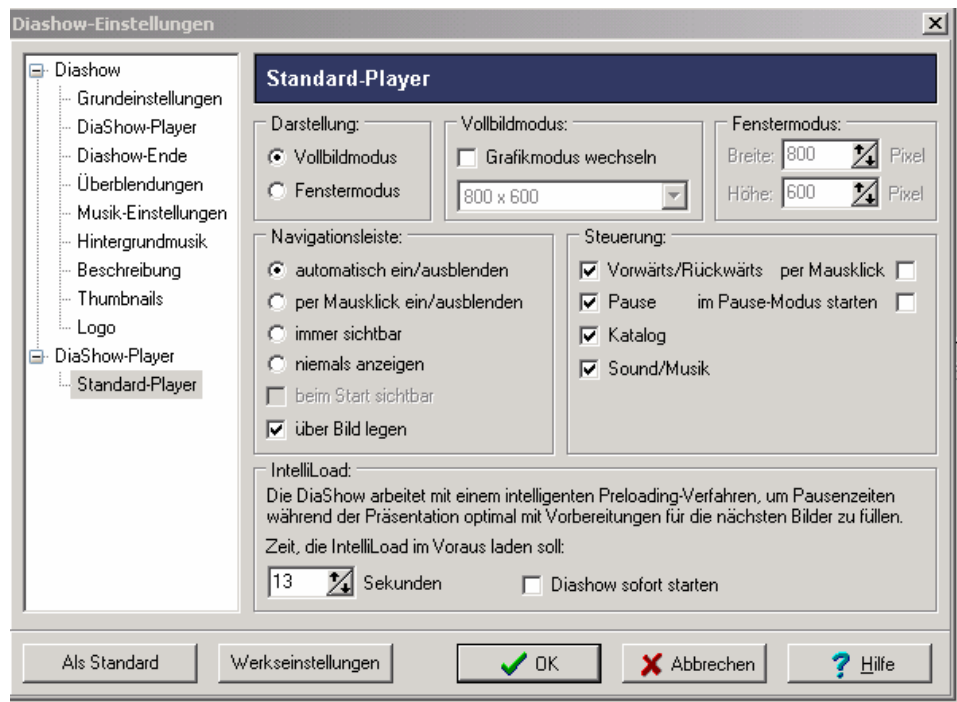 Diashow-Einstellungen
Diashow
Grundeinstellungen
DiaShow-Player
Diashow-Ende
Überblendungen
Musik-Einstellungen
Hintergrundmusik
Beschreibung
Thumbnails
Logo
DiaShow-Player
Standard-Player
Standard-Player
Darstellung:
Vollbildmodus
Fenstermodus
Vollbildmodus:
Grafikmodus wechseln
800 x 600
Fenstermodus:
Breite: 800 Pixel
Höhe: 600 Pixel
Navigationsleiste:
automatisch ein/ausblenden
per Mausklick ein/ausblenden
immer sichtbar
niemals anzeigen
beim Start sichtbar
über Bild legen
Steuerung:
Vorwärts/Rückwärts per Mausklick
Pause im Pause-Modus starten
Katalog
Sound/Musik
IntelliLoad:
Die DiaShow arbeitet mit einem intelligenten Preloading-Verfahren, um Pausenzeiten
während der Präsentation optimal mit Vorbereitungen für die nächsten Bilder zu füllen.
Zeit, die IntelliLoad im Voraus laden soll:
13 Sekunden Diashow sofort starten
Als Standard Werkseinstellungen OK Abbrechen Hilfe